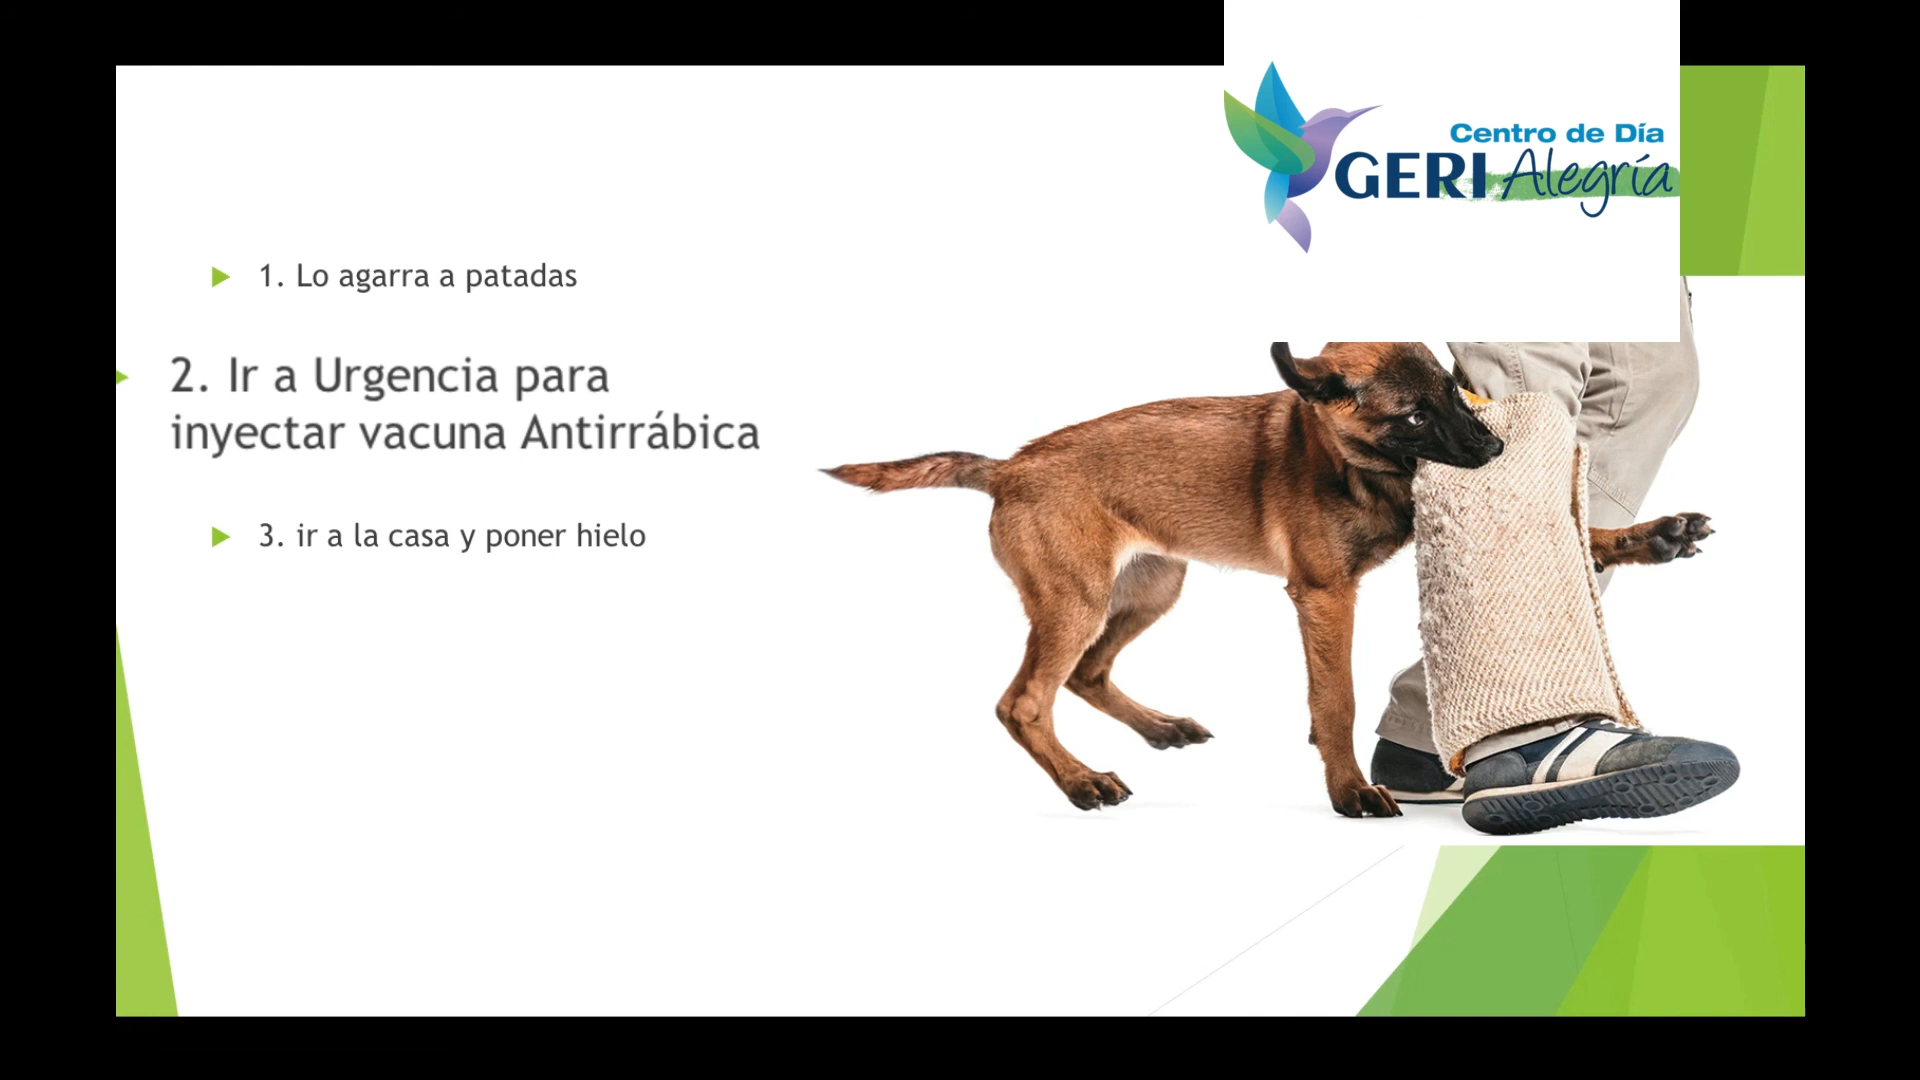 Centro de Día
GERI Alegría
1. Lo agarra a patadas
2. Ir a Urgencia para
inyectar vacuna Antirrábica
3. ir a la casa y poner hielo